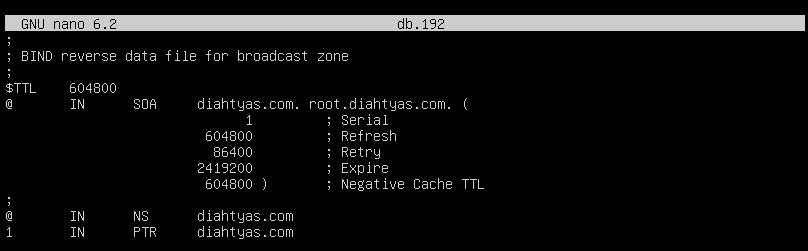 GNU nano 6.2 db.192
;
; BIND reverse data file for broadcast zone
;
$TTL 604800
@ IN SOA diahtyas.com. root.diahtyas.com. (
1 ; Serial
604800 ; Refresh
86400 ; Retry
2419200 ; Expire
604800 ) ; Negative Cache TTL
;
@ IN NS diahtyas.com
1 IN PTR diahtyas.com